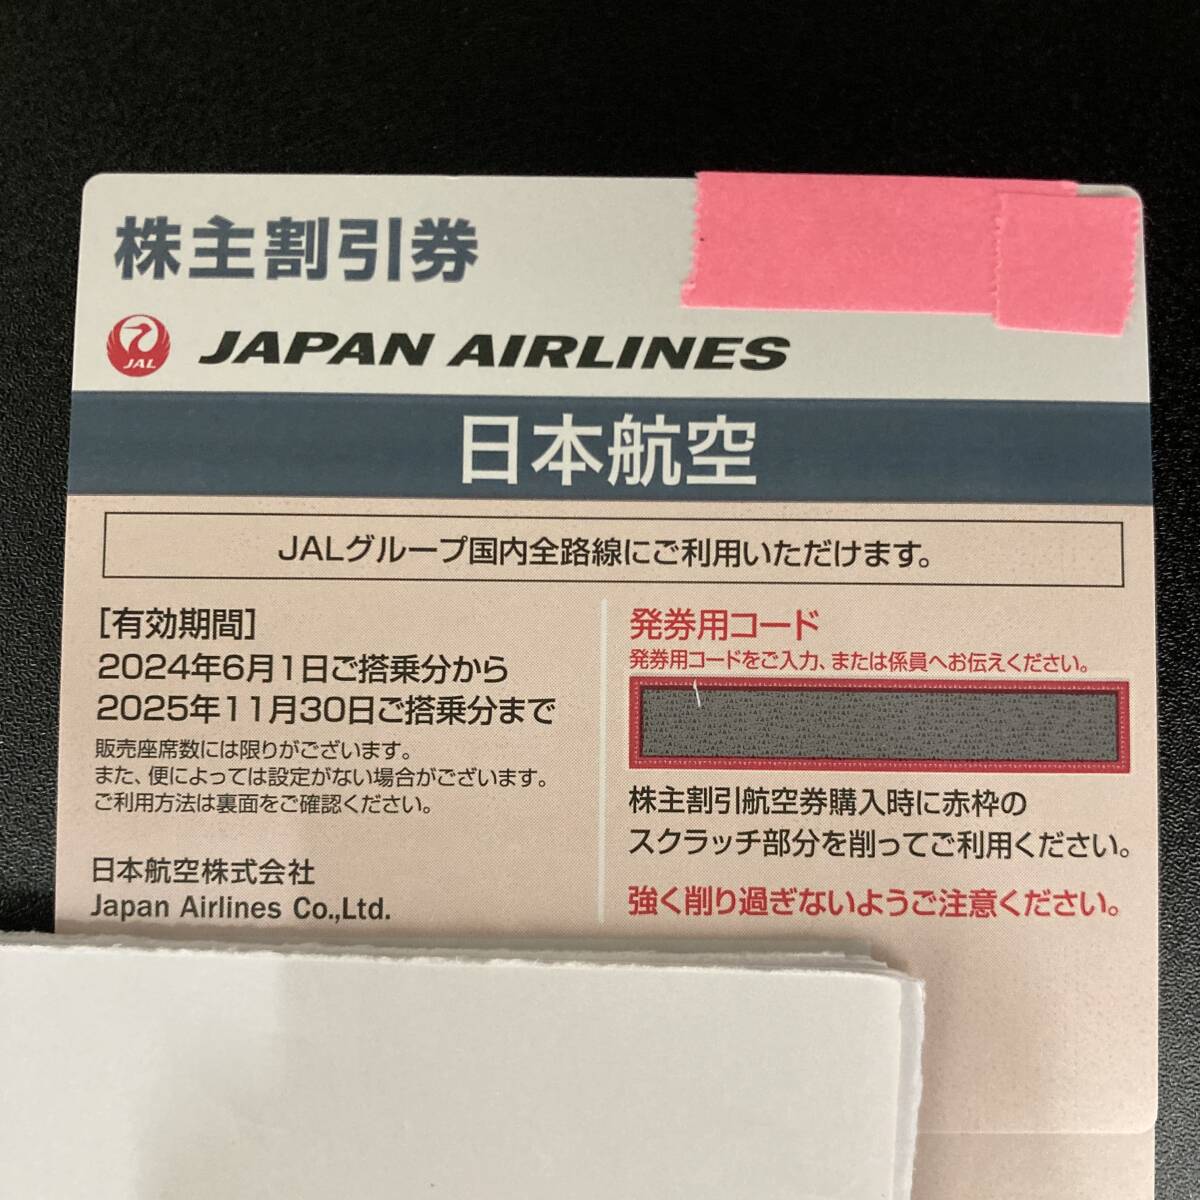 株主割引券
JAL JAPAN AIRLINES
日本航空
JALグループ国内全路線にご利用いただけます。
[有効期間]
2024年6月1日ご搭乗分から
2025年11月30日ご搭乗分まで
販売座席数には限りがございます。
また、便によっては設定がない場合がございます。
ご利用方法は裏面をご確認ください。
日本航空株式会社
Japan Airlines Co.,Ltd.
発券用コード
発券用コードをご入力、または係員へお伝えください。
株主割引航空券購入時に赤枠の
スクラッチ部分を削ってご利用ください。
強く削り過ぎないようご注意ください。